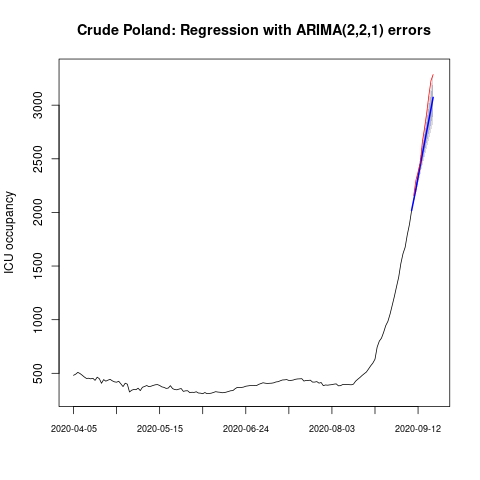 Crude Poland: Regression with ARIMA(2,2,1) errors
ICU occupancy
3000
2500
2000
1500
1000
500
2020-04-05 2020-05-15 2020-06-24 2020-08-03 2020-09-12